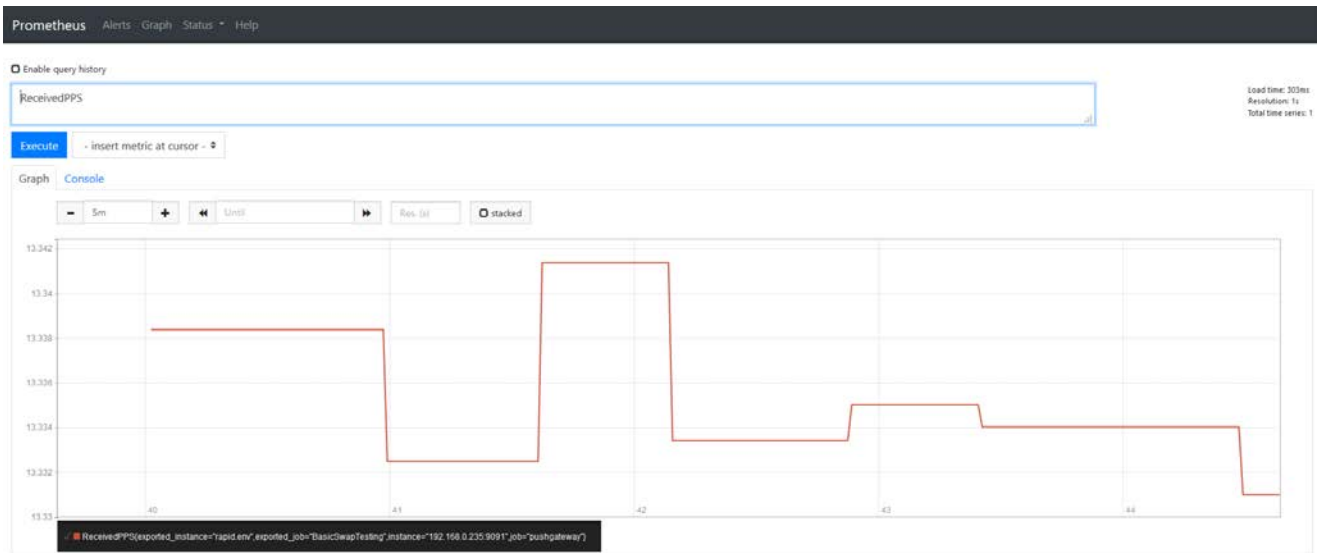 Prometheus Alerts Graph Status Help
Enable query history
ReceivedPPS
Load time: 303ms
Resolution: 1s
Total time series: 1
Execute - insert metric at cursor -
Graph Console
- 5m + Until Res. (s) stacked
13.342
13.34
13.338
13.336
13.334
13.332
13.33
40 41 42 43 44
ReceivedPPS{exported_instance="rapid.env",exported_job="BasicSwapTesting",instance="192.168.0.235:9091",job="pushgateway"}